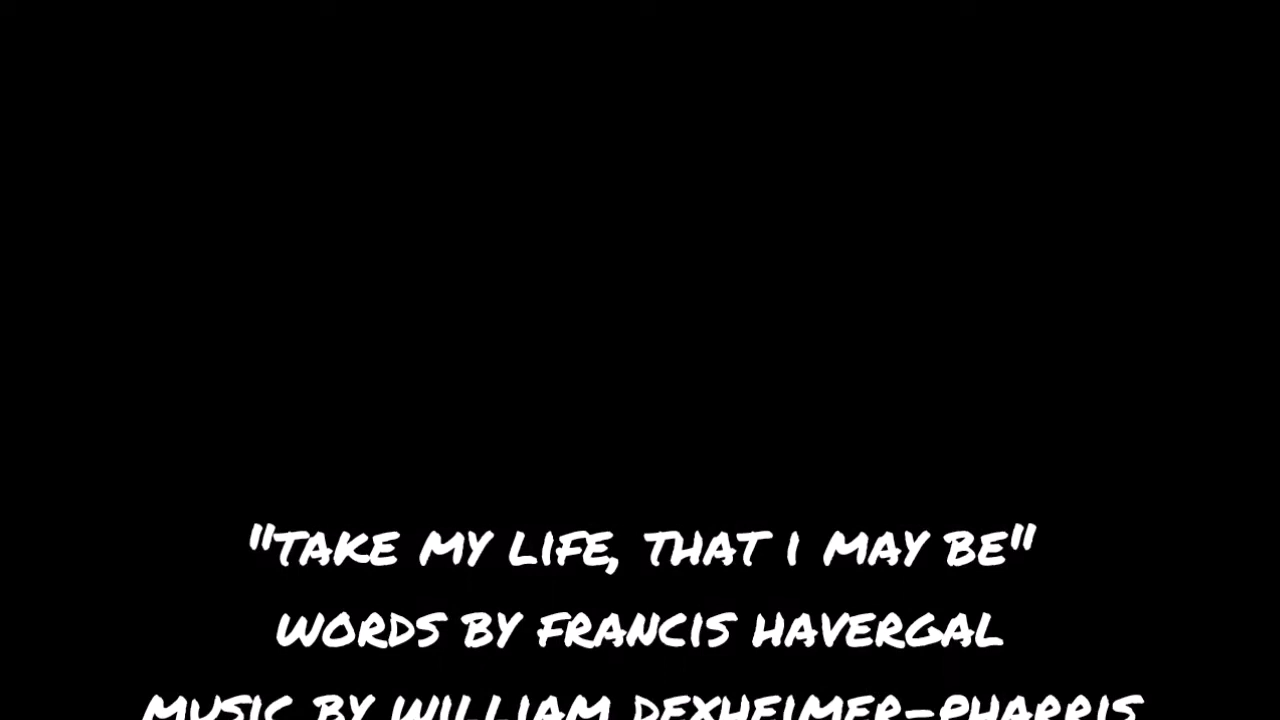 "TAKE MY LIFE, THAT I MAY BE"
WORDS BY FRANCIS HAVERGAL
MUSIC BY WILLIAM DEXHEIMER-PHARRIS